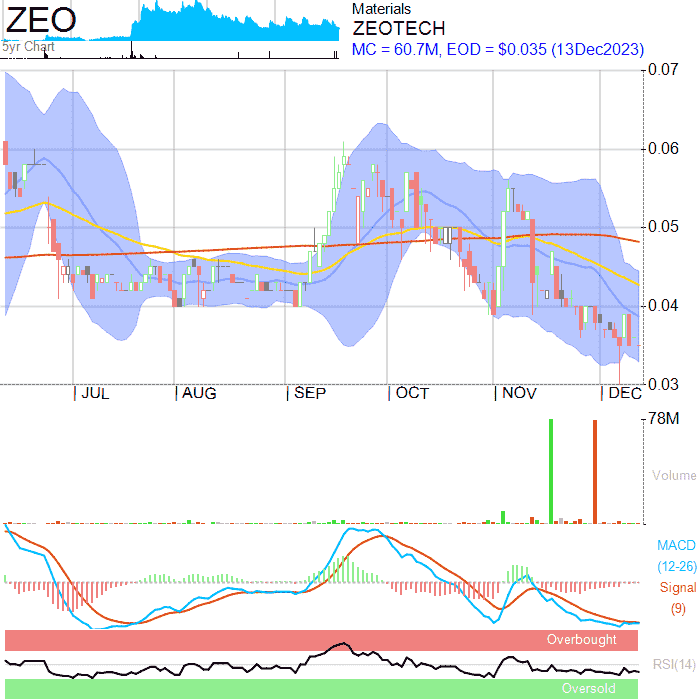 ZEO
5yr Chart
Materials
ZEOTECH
MC = 60.7M, EOD = $0.035 (13Dec2023)
0.07
0.06
0.05
0.04
0.03
JUL AUG SEP OCT NOV DEC
78M
Volume
MACD
(12-26)
Signal
(9)
Overbought
RSI(14)
Oversold